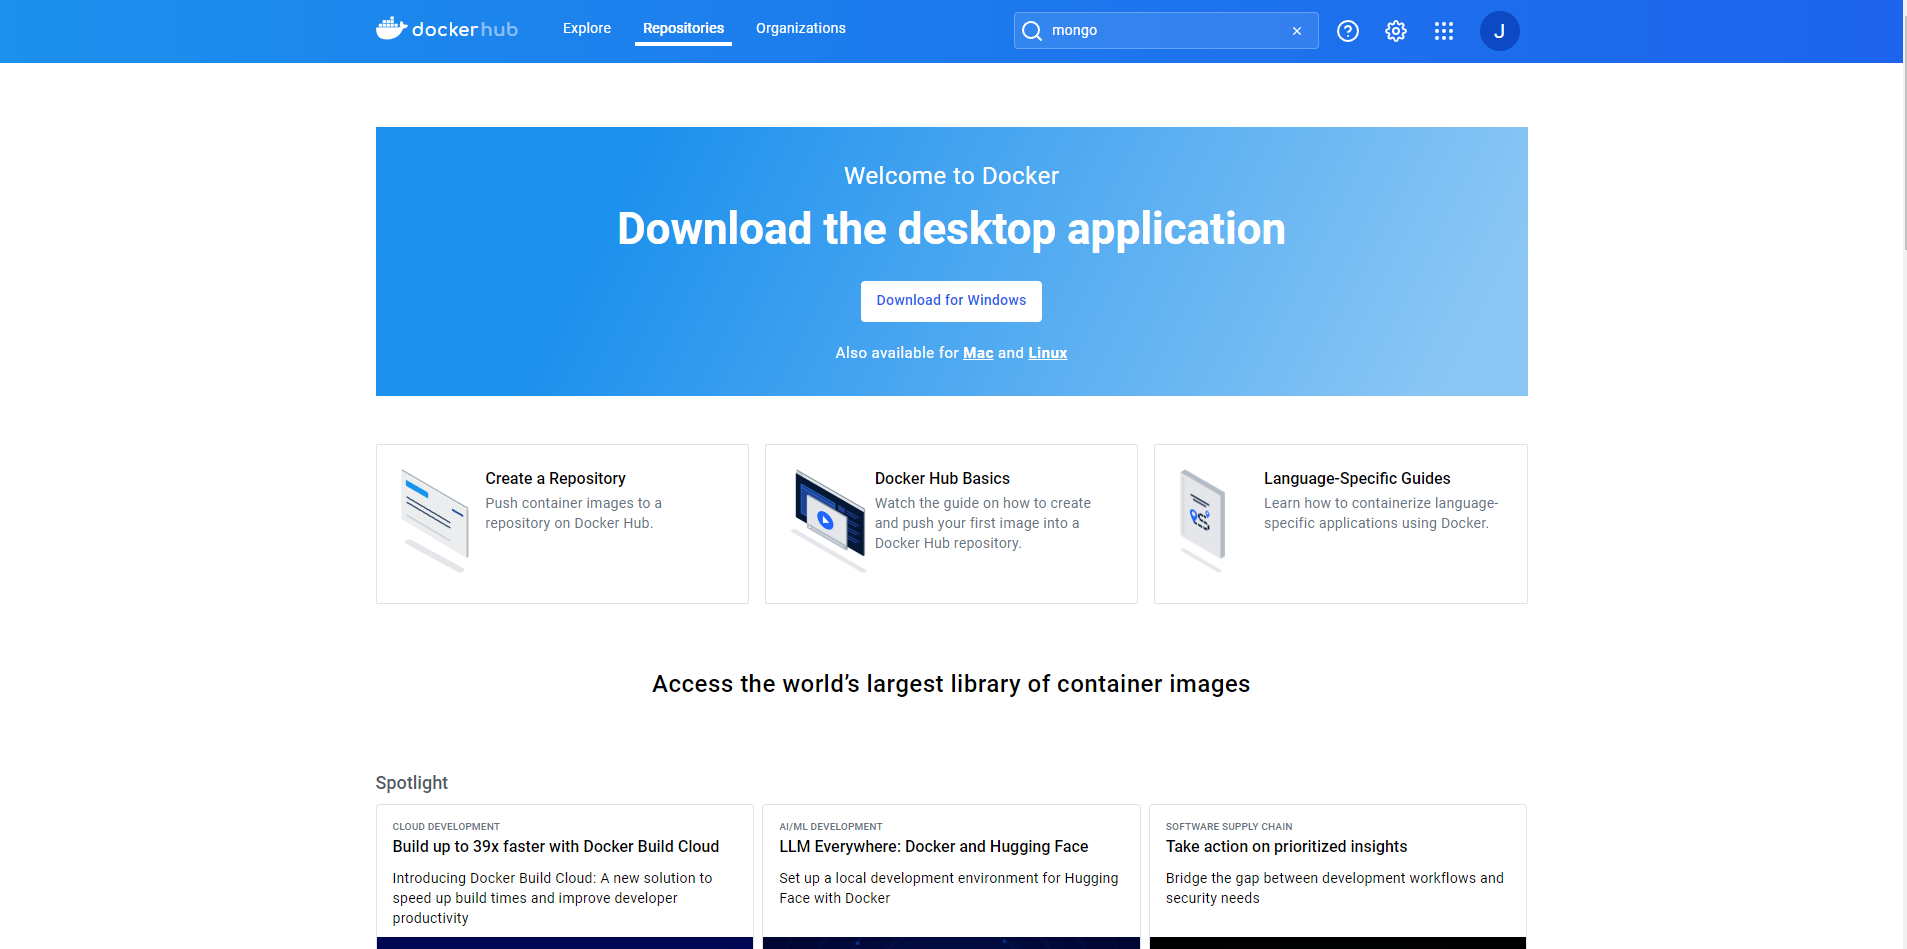 docker hub
Explore
Repositories
Organizations
mongo
J
Welcome to Docker
Download the desktop application
Download for Windows
Also available for Mac and Linux
Create a Repository
Push container images to a
repository on Docker Hub.
Docker Hub Basics
Watch the guide on how to create
and push your first image into a
Docker Hub repository.
Language-Specific Guides
Learn how to containerize language-
specific applications using Docker.
Access the world’s largest library of container images
Spotlight
CLOUD DEVELOPMENT
Build up to 39x faster with Docker Build Cloud
Introducing Docker Build Cloud: A new solution to
speed up build times and improve developer
productivity
AI/ML DEVELOPMENT
LLM Everywhere: Docker and Hugging Face
Set up a local development environment for Hugging
Face with Docker
SOFTWARE SUPPLY CHAIN
Take action on prioritized insights
Bridge the gap between development workflows and
security needs